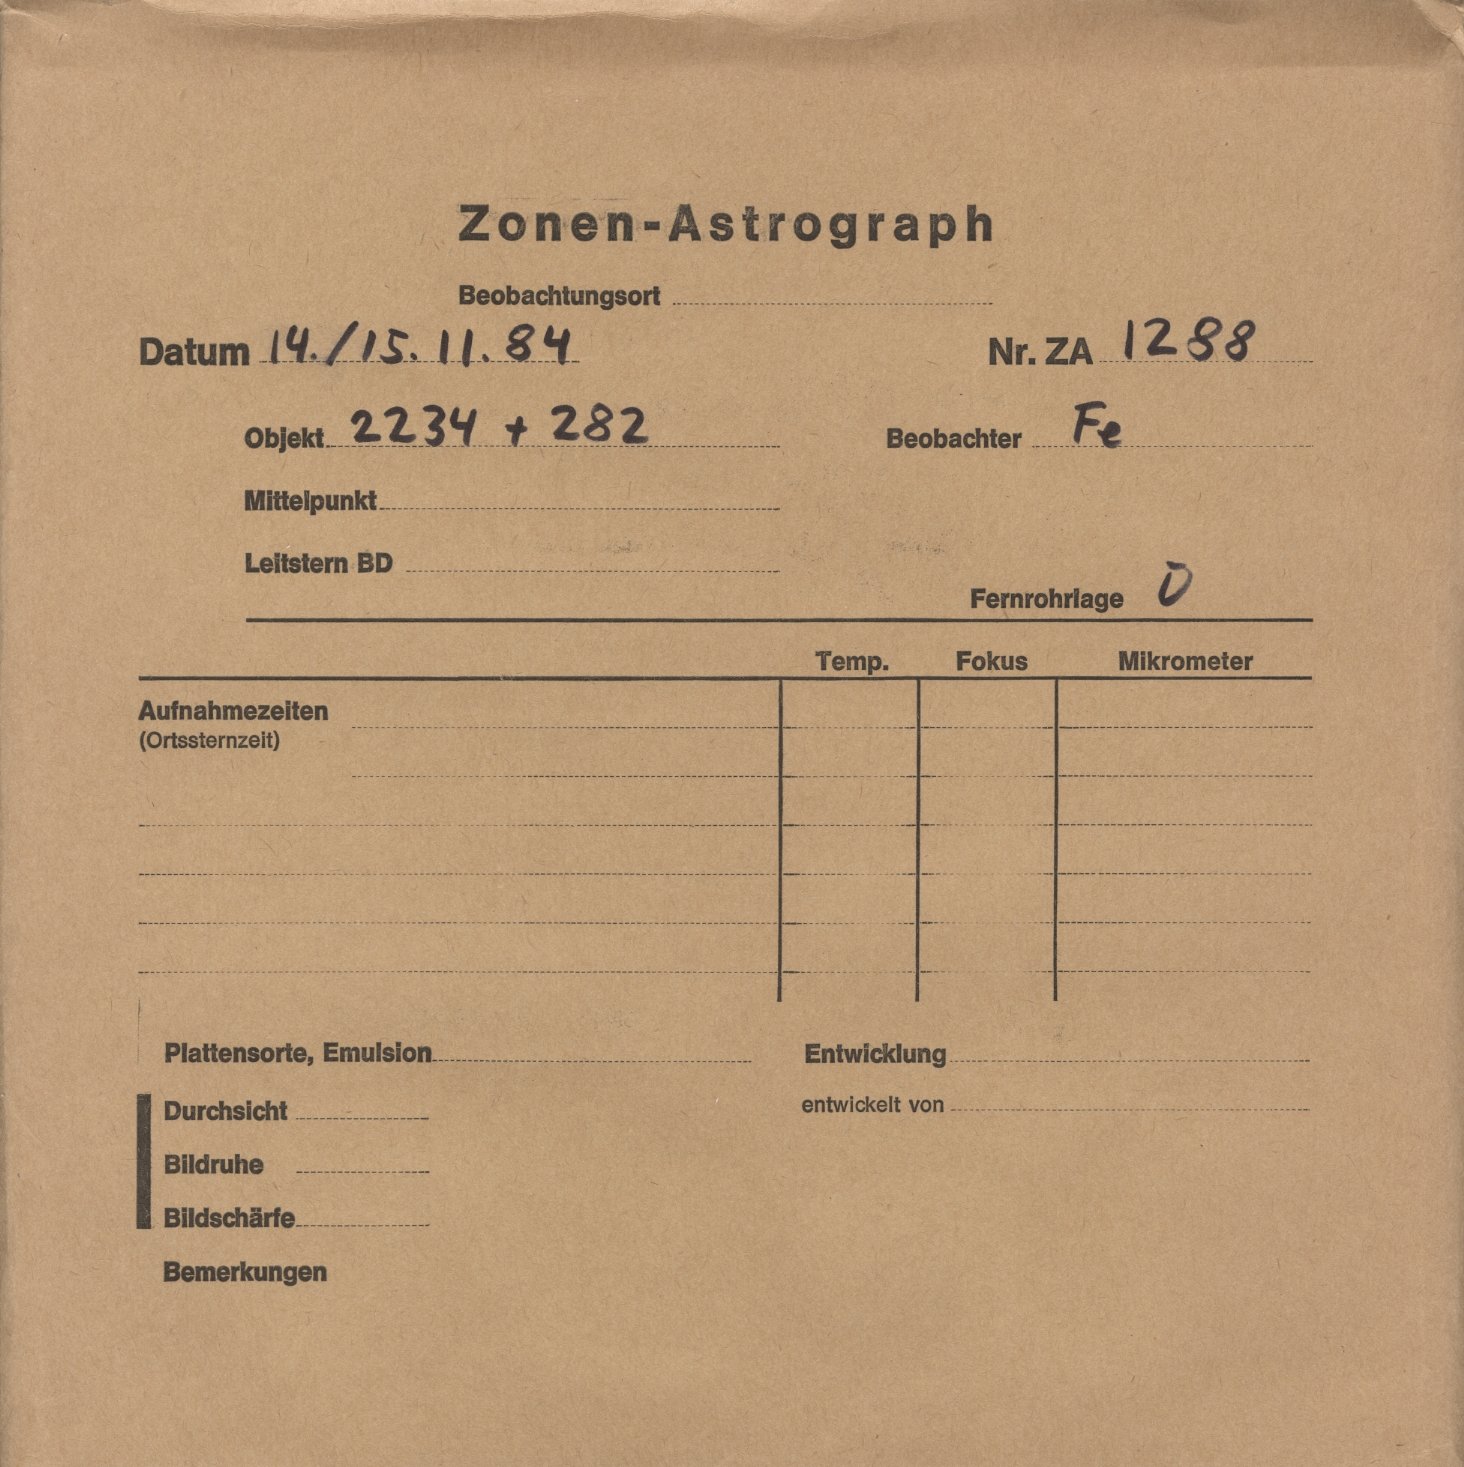 Zonen-Astrograph
Beobachtungsort
Datum 14./15.11.84 Nr. ZA 1288
Objekt 2234 + 282 Beobachter Fe
Mittelpunkt
Leitstern BD
Fernrohrlage O
Temp. Fokus Mikrometer
Aufnahmezeiten
(Ortssternzeit)
Plattensorte, Emulsion Entwicklung
Durchsicht entwickelt von
Bildruhe
Bildschärfe
Bemerkungen